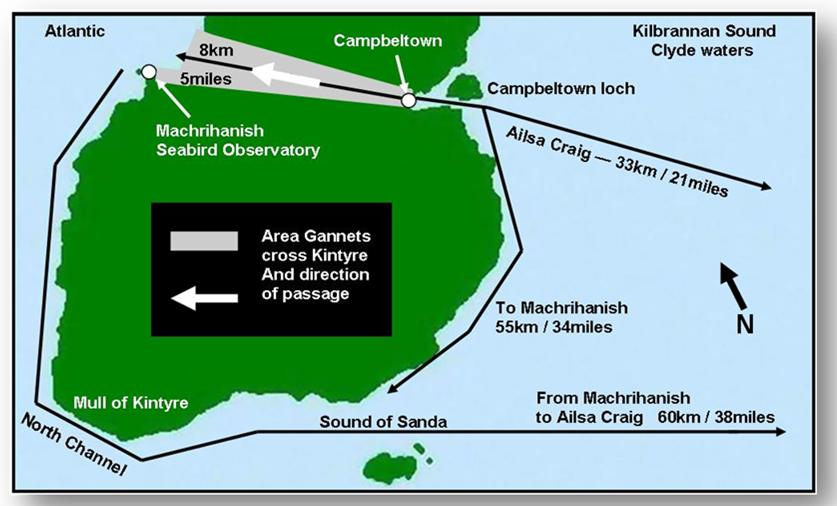 Atlantic
Kilbrannan Sound
Clyde waters
8km
5miles
Campbeltown
Campbeltown loch
Machrihanish
Seabird Observatory
Ailsa Craig — 33km / 21miles
Area Gannets
cross Kintyre
And direction
of passage
N
To Machrihanish
55km / 34miles
Mull of Kintyre
From Machrihanish
to Ailsa Craig 60km / 38miles
Sound of Sanda
North Channel